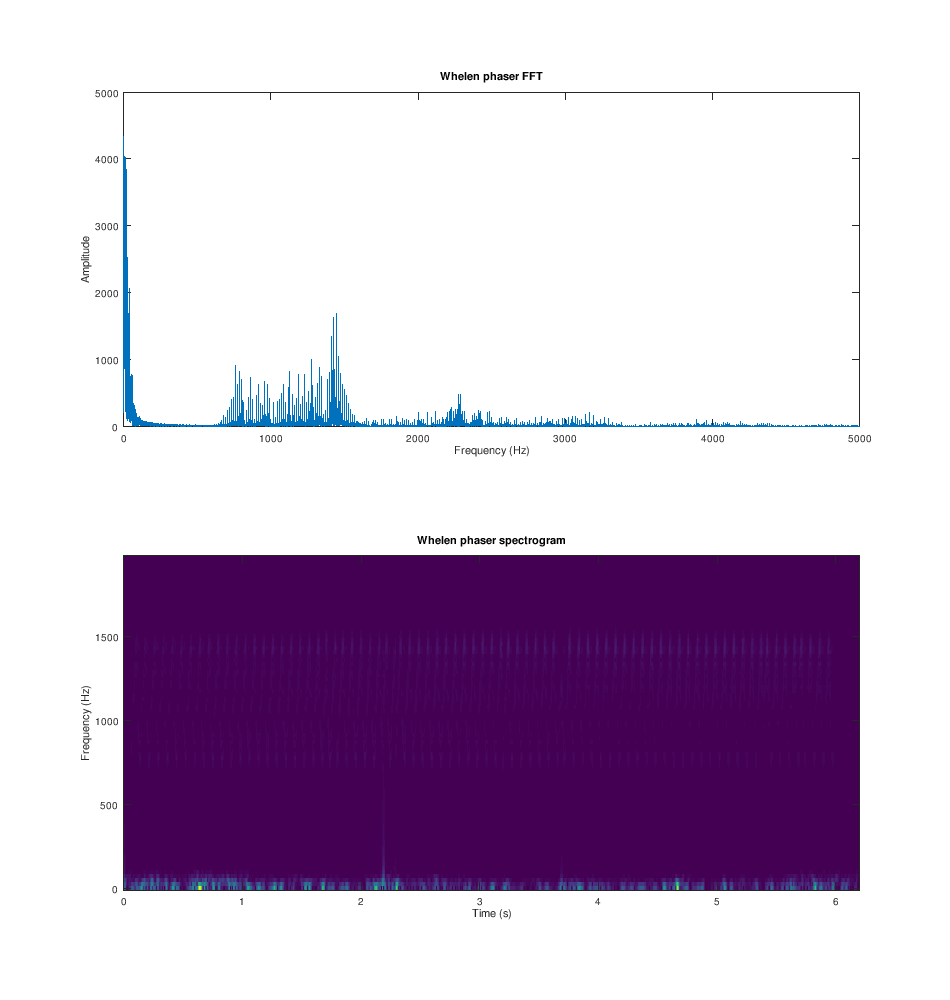 Whelen phaser FFT
5000
4000
3000
2000
1000
0
Amplitude
0 1000 2000 3000 4000 5000
Frequency (Hz)
Whelen phaser spectrogram
1500
1000
500
0
Frequency (Hz)
0 1 2 3 4 5 6
Time (s)